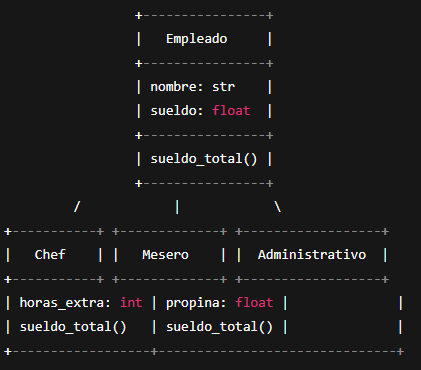 +----------------+
|   Empleado     |
+----------------+
| nombre: str    |
| sueldo: float  |
+----------------+
| sueldo_total() |
+----------------+
/            |            \
+-----------+ +-------------+ +------------------+
|   Chef    | |   Mesero    | |  Administrativo  |
+-----------+ +-------------+ +------------------+
| horas_extra: int | propina: float |              |
| sueldo_total()   | sueldo_total() |              |
+------------------+-------------------------------+